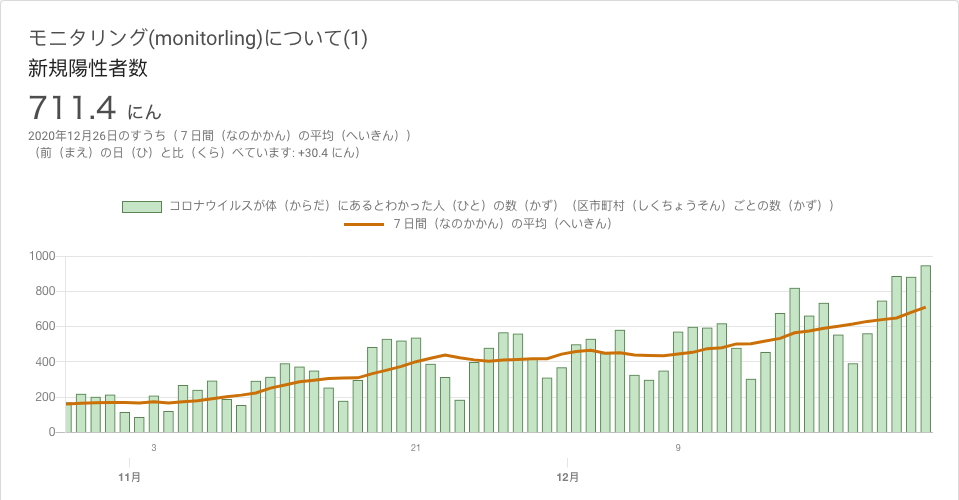 モニタリング(monitorling)について(1)
新規陽性者数
711.4 にん
2020年12月26日のすうち（７日間（なのかかん）の平均（へいきん））
（前（まえ）の日（ひ）と比（くら）べています: +30.4 にん）
コロナウイルスが体（からだ）にあるとわかった人（ひと）の数（かず）（区市町村（しくちょうそん）ごとの数（かず））
７日間（なのかかん）の平均（へいきん）
1000
800
600
400
200
0
3 21 9
11月 12月